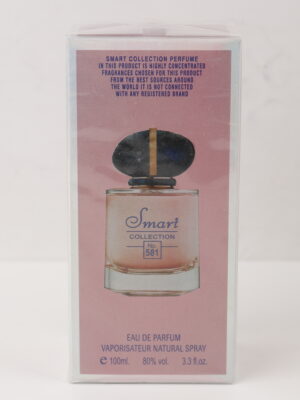 SMART COLLECTION PERFUME
IN THIS PRODUCT IS HIGHLY CONCENTRATED
FRAGRANCES CHOSEN FOR THIS PRODUCT
FROM THE BEST SOURCES AROUND
THE WORLD IT IS NOT CONNECTED
WITH ANY REGISTERED BRAND
Smart
COLLECTION
No.
581
EAU DE PARFUM
VAPORISATEUR NATURAL SPRAY
e 100ml. 80% vol. 3.3 fl.oz.